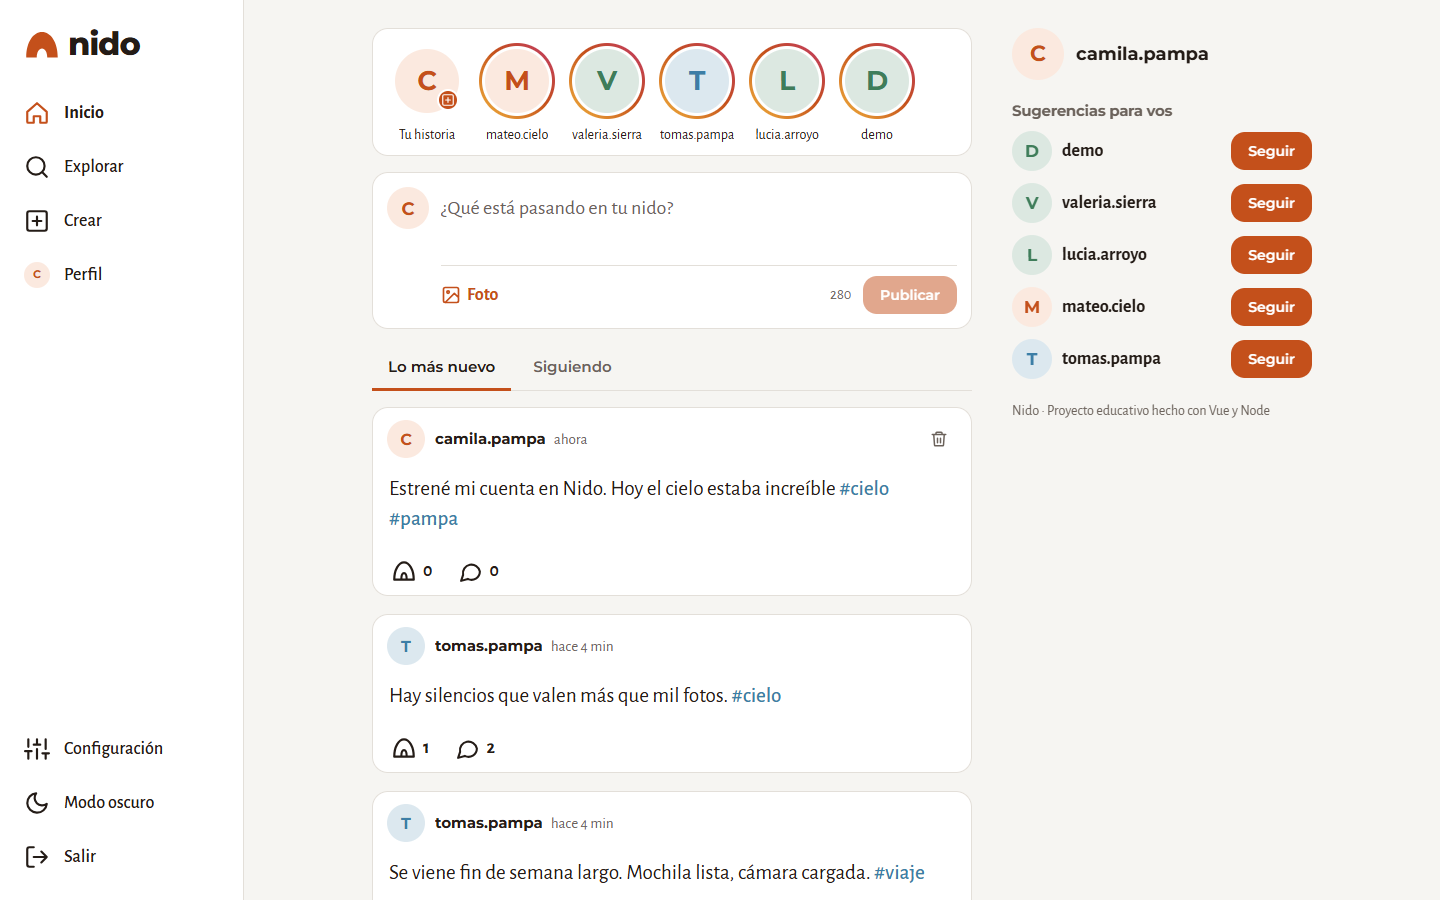 nido
Inicio
Explorar
Crear
C Perfil
Configuración
Modo oscuro
Salir
C M V T L D
Tu historia mateo.cielo valeria.sierra tomas.pampa lucia.arroyo demo
C ¿Qué está pasando en tu nido?
Foto 280 Publicar
Lo más nuevo Siguiendo
C camila.pampa ahora
Estrené mi cuenta en Nido. Hoy el cielo estaba increíble #cielo
#pampa
0 0
T tomas.pampa hace 4 min
Hay silencios que valen más que mil fotos. #cielo
1 2
T tomas.pampa hace 4 min
Se viene fin de semana largo. Mochila lista, cámara cargada. #viaje
C camila.pampa
Sugerencias para vos
D demo Seguir
V valeria.sierra Seguir
L lucia.arroyo Seguir
M mateo.cielo Seguir
T tomas.pampa Seguir
Nido · Proyecto educativo hecho con Vue y Node